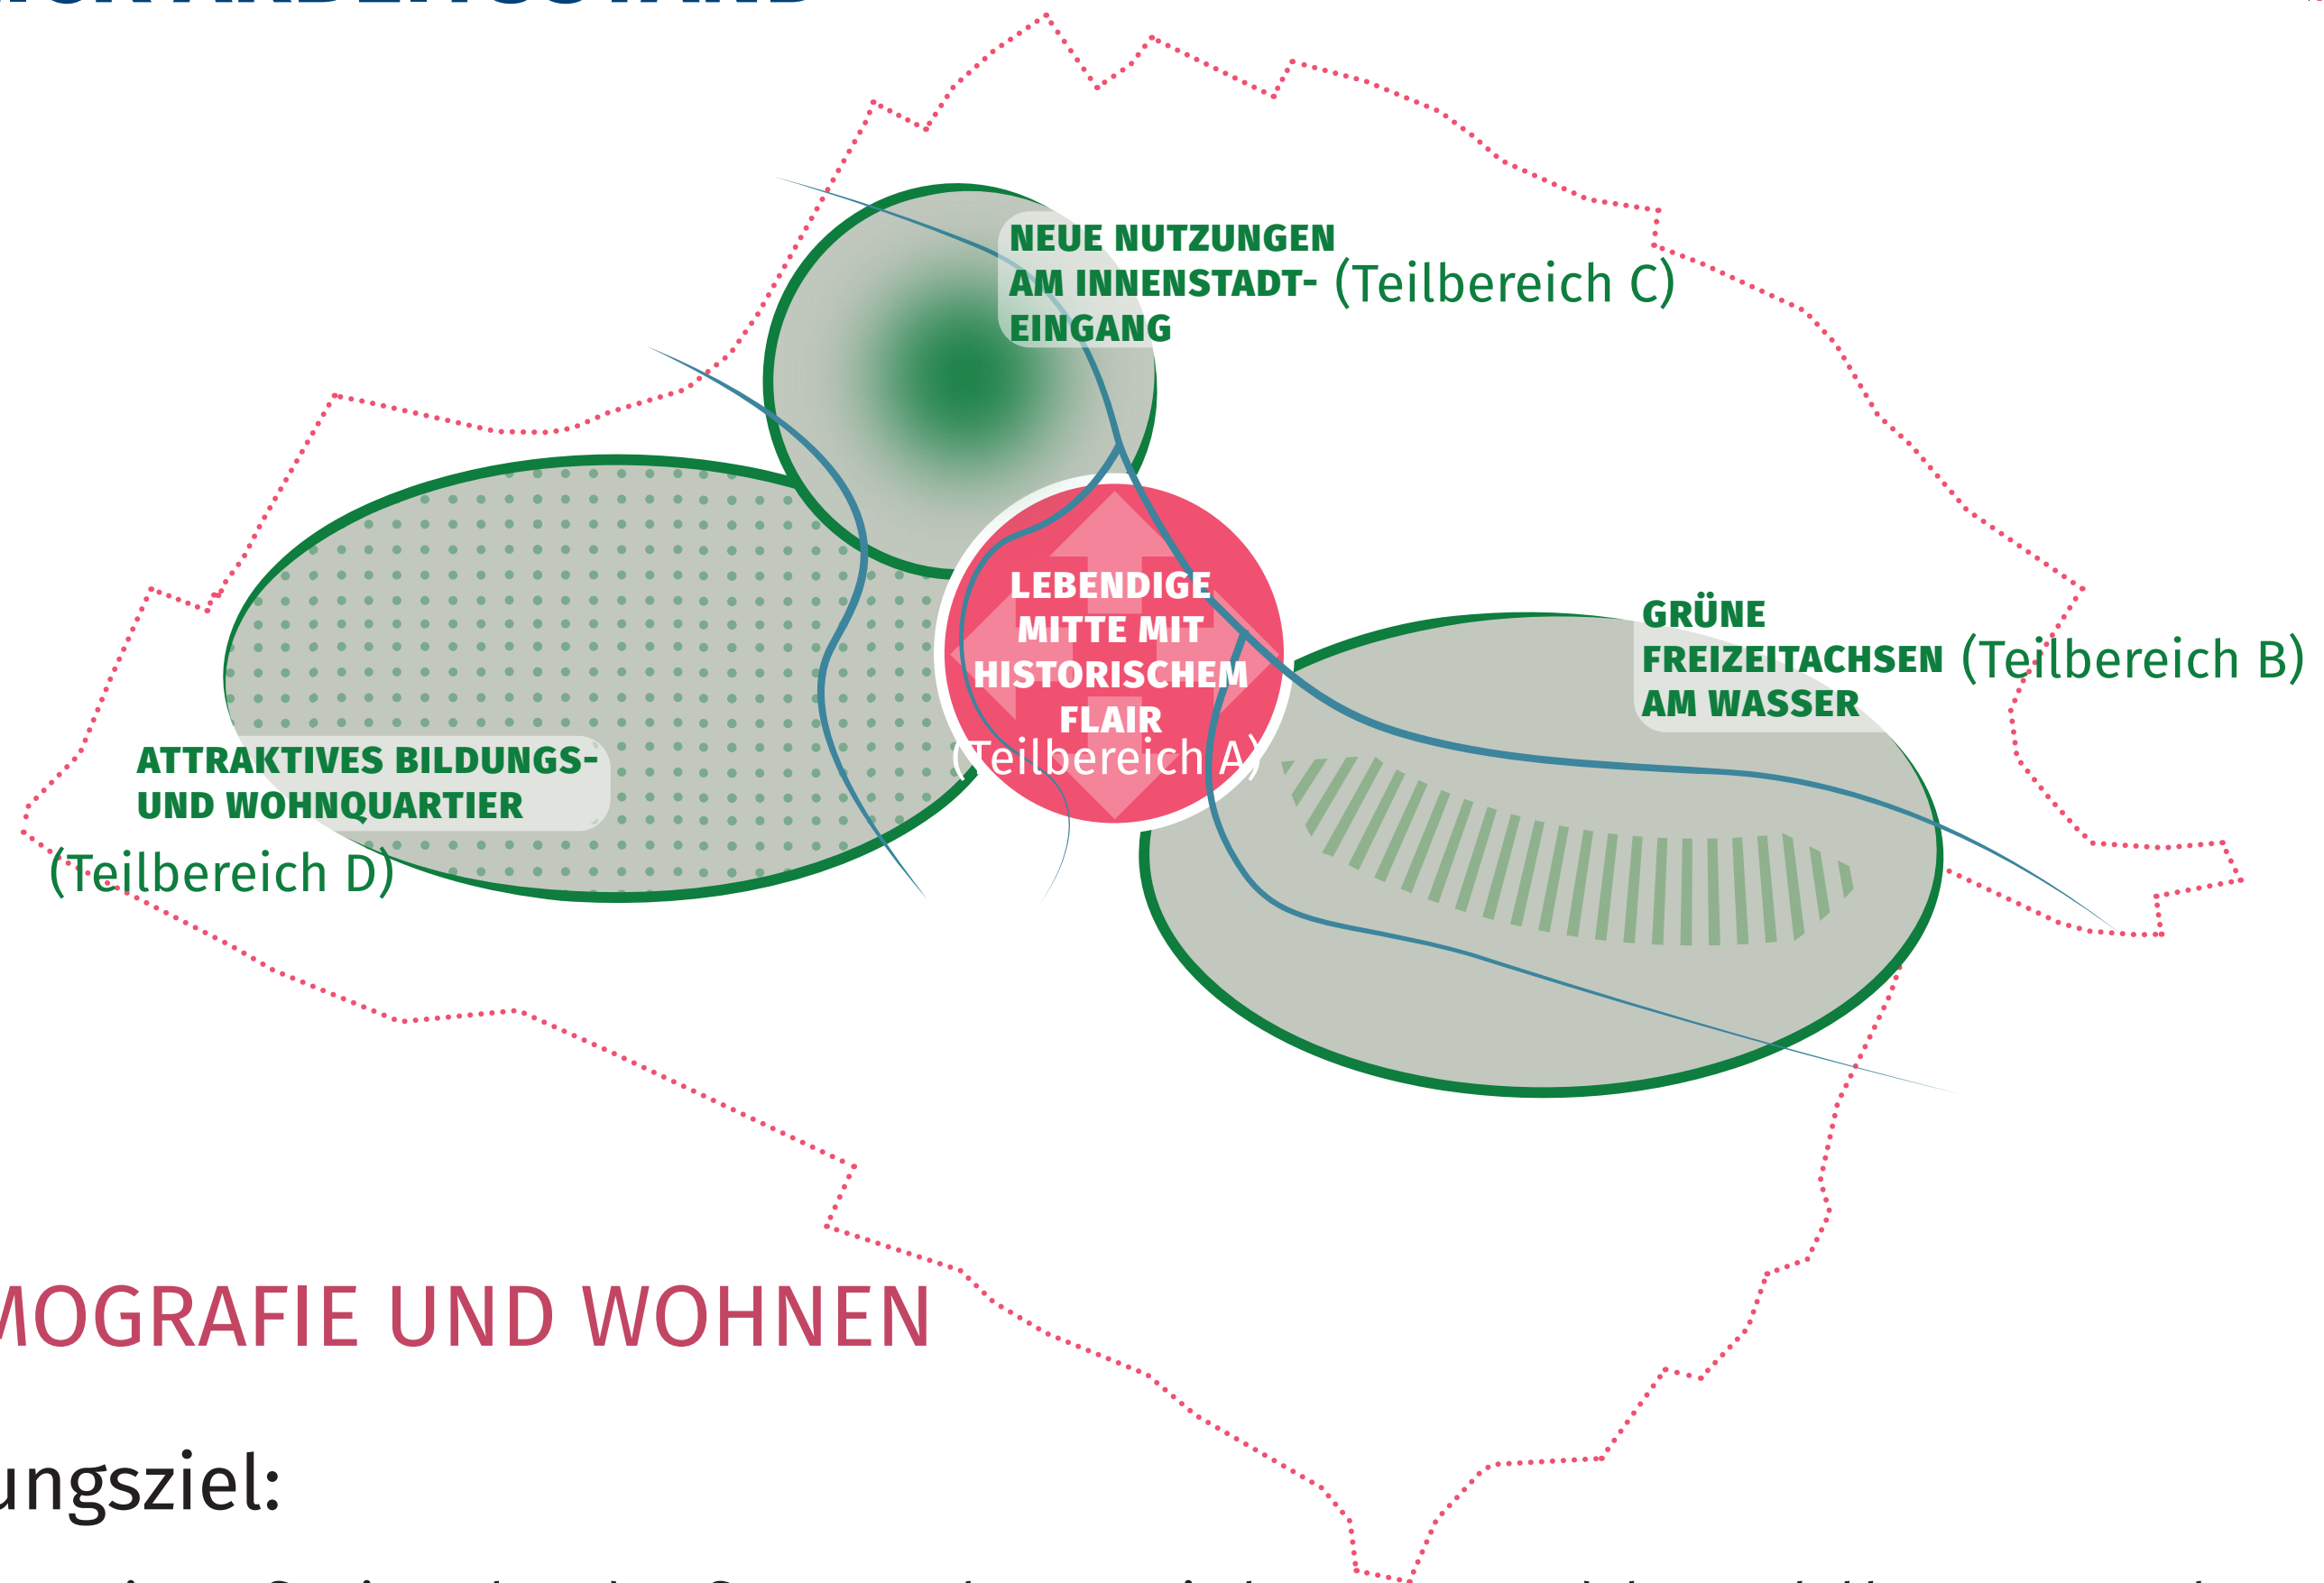 NEUE NUTZUNGEN
AM INNENSTADT- (Teilbereich C)
EINGANG
LEBENDIGE
MITTE MIT
HISTORISCHEM
FLAIR
(Teilbereich A)
GRÜNE
FREIZEITACHSEN (Teilbereich B)
AM WASSER
ATTRAKTIVES BILDUNGS-
UND WOHNQUARTIER
(Teilbereich D)
MOGRAFIE UND WOHNEN
ungsziel: